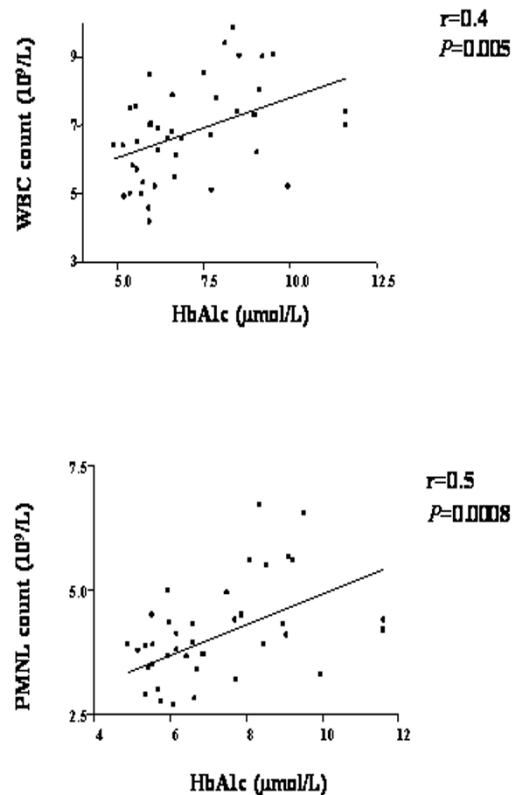 r=0.4
P=0.005
WBC count (10⁹/L)
9
7
5
3
5.0 7.5 10.0 12.5
HbA1c (μmol/L)
r=0.5
P=0.0008
PMNL count (10⁹/L)
7.5
5.0
2.5
4 6 8 10 12
HbA1c (μmol/L)